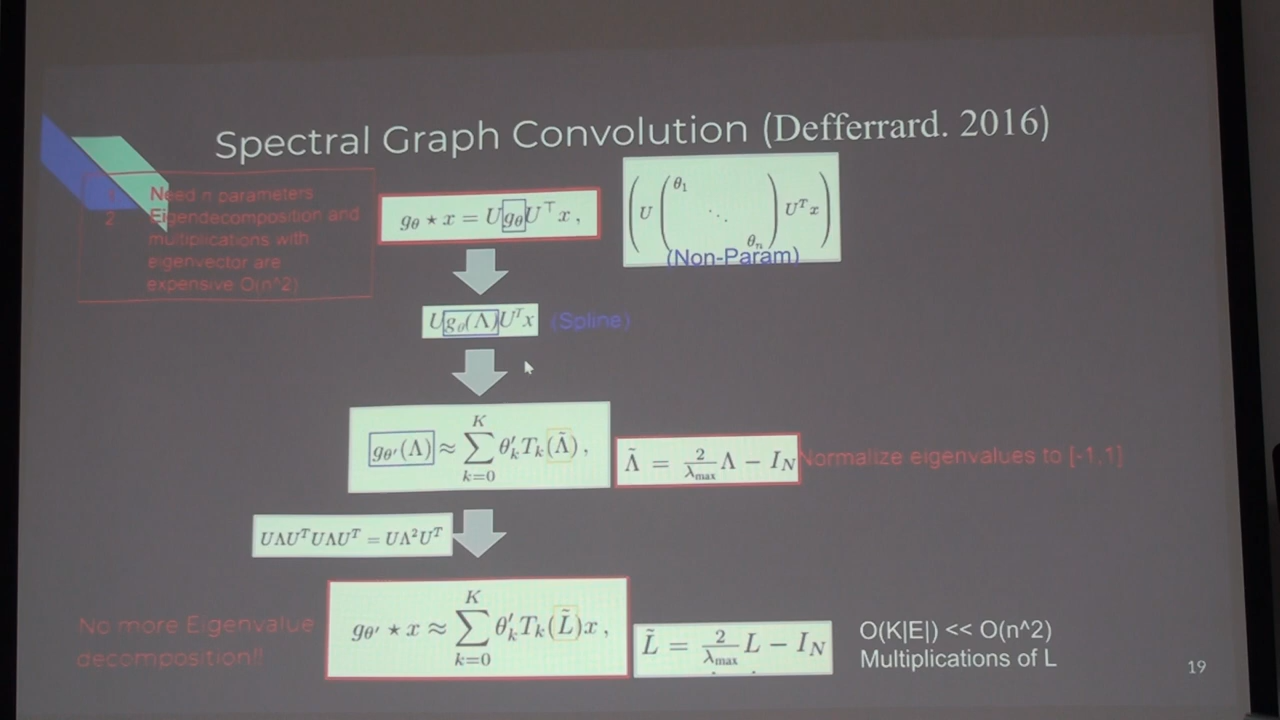 Spectral Graph Convolution (Defferrard. 2016)
1 Need n parameters
2 Eigendecomposition and
multiplications with
eigenvector are
expensive O(n^2)
g_θ ⋆ x = U g_θ U^⊤ x ,
( U ( θ_1 ⋱ θ_n ) U^T x )
(Non-Param)
U g_θ(Λ) U^T x (Spline)
g_θ′(Λ) ≈ ∑_{k=0}^{K} θ′_k T_k(Λ̃) ,
Λ̃ = 2/λ_max Λ − I_N Normalize eigenvalues to [-1,1]
UΛU^T UΛU^T = UΛ^2U^T
No more Eigenvalue
decomposition!!
g_θ′ ⋆ x ≈ ∑_{k=0}^{K} θ′_k T_k(L̃) x ,
L̃ = 2/λ_max L − I_N
O(K|E|) << O(n^2)
Multiplications of L
19